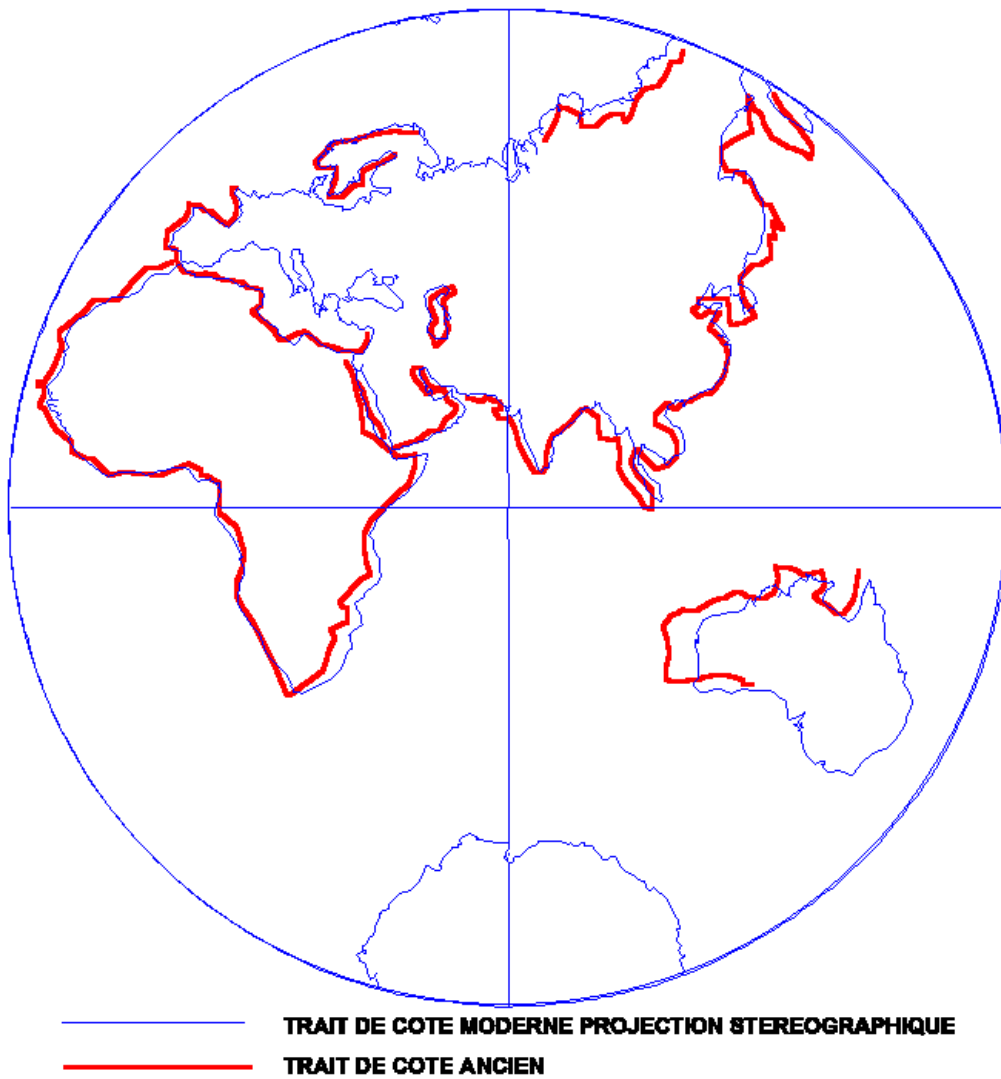 TRAIT DE COTE MODERNE PROJECTION STEREOGRAPHIQUE
TRAIT DE COTE ANCIEN